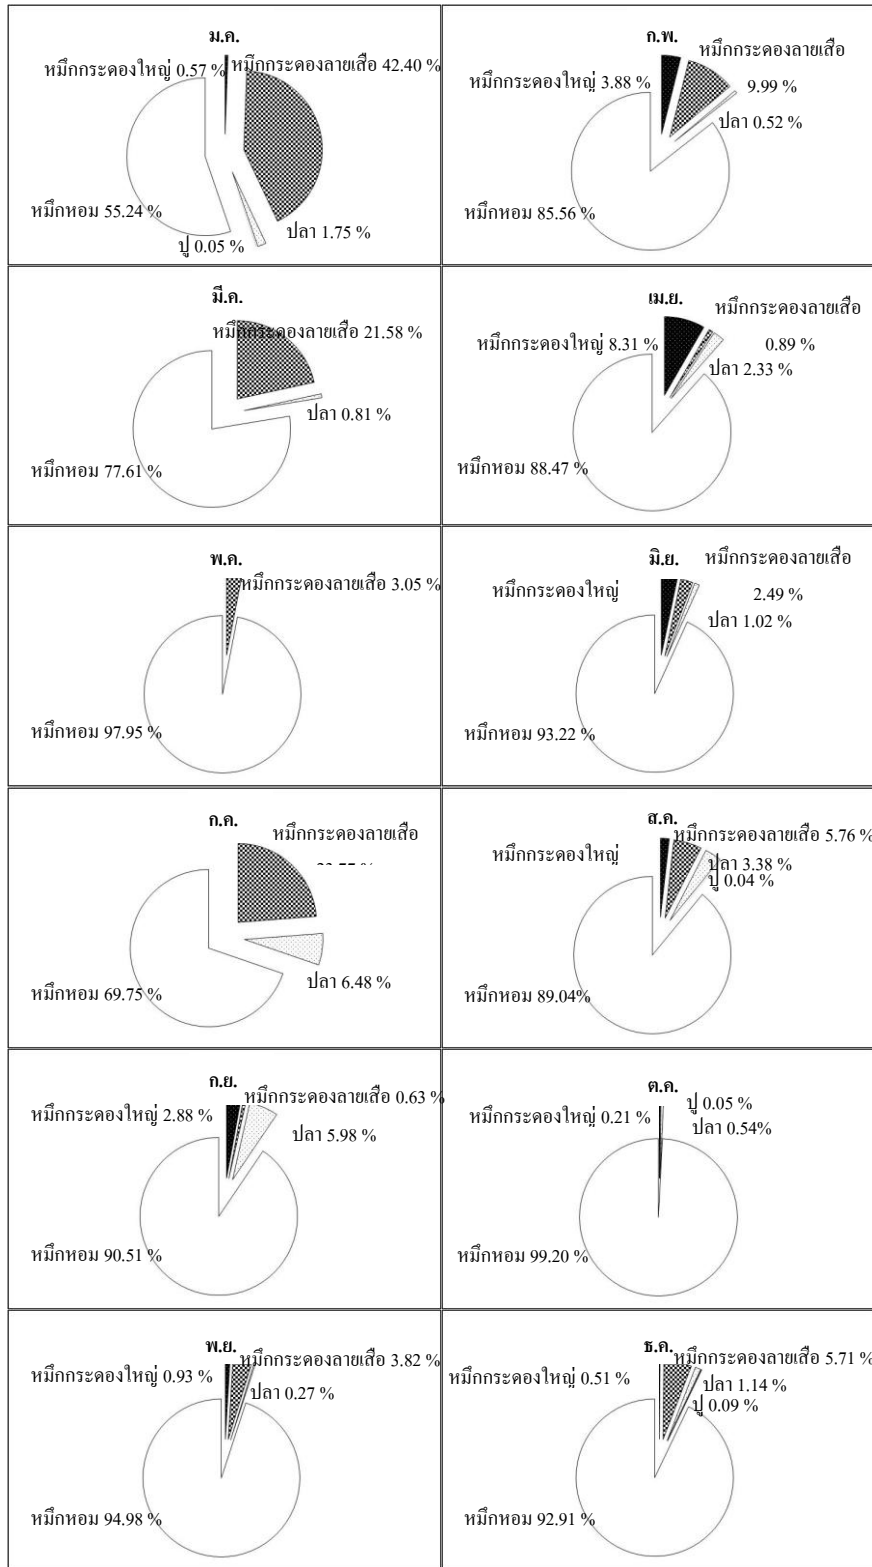 ม.ค.
หมึกกระดองใหญ่ 0.57 %
หมึกกระดองลายเสือ 42.40 %
หมึกหอม 55.24 %
ปู 0.05 %
ปลา 1.75 %
ก.พ.
หมึกกระดองลายเสือ
หมึกกระดองใหญ่ 3.88 %
9.99 %
ปลา 0.52 %
หมึกหอม 85.56 %
มี.ค.
หมึกกระดองลายเสือ 21.58 %
ปลา 0.81 %
หมึกหอม 77.61 %
เม.ย.
หมึกกระดองลายเสือ
หมึกกระดองใหญ่ 8.31 %
0.89 %
ปลา 2.33 %
หมึกหอม 88.47 %
พ.ค.
หมึกกระดองลายเสือ 3.05 %
หมึกหอม 97.95 %
มิ.ย.
หมึกกระดองลายเสือ
หมึกกระดองใหญ่
2.49 %
ปลา 1.02 %
หมึกหอม 93.22 %
ก.ค.
หมึกกระดองลายเสือ
ปลา 6.48 %
หมึกหอม 69.75 %
ส.ค.
หมึกกระดองลายเสือ 5.76 %
หมึกกระดองใหญ่
ปลา 3.38 %
ปู 0.04 %
หมึกหอม 89.04%
ก.ย.
หมึกกระดองลายเสือ 0.63 %
หมึกกระดองใหญ่ 2.88 %
ปลา 5.98 %
หมึกหอม 90.51 %
ต.ค.
ปู 0.05 %
หมึกกระดองใหญ่ 0.21 %
ปลา 0.54%
หมึกหอม 99.20 %
พ.ย.
หมึกกระดองลายเสือ 3.82 %
หมึกกระดองใหญ่ 0.93 %
ปลา 0.27 %
หมึกหอม 94.98 %
ธ.ค.
หมึกกระดองลายเสือ 5.71 %
หมึกกระดองใหญ่ 0.51 %
ปลา 1.14 %
ปู 0.09 %
หมึกหอม 92.91 %